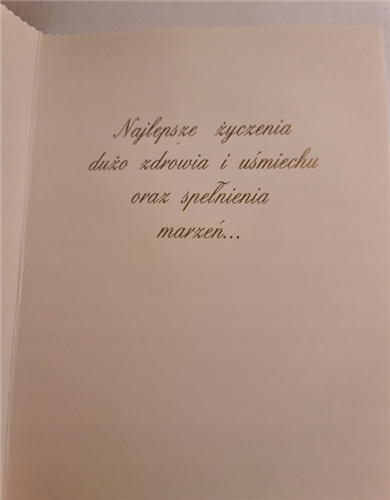 Najlepsze życzenia
dużo zdrowia i uśmiechu
oraz spełnienia
marzeń...